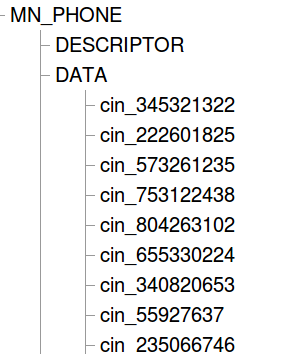 MN_PHONE
DESCRIPTOR
DATA
cin_345321322
cin_222601825
cin_573261235
cin_753122438
cin_804263102
cin_655330224
cin_340820653
cin_55927637
cin_235066746